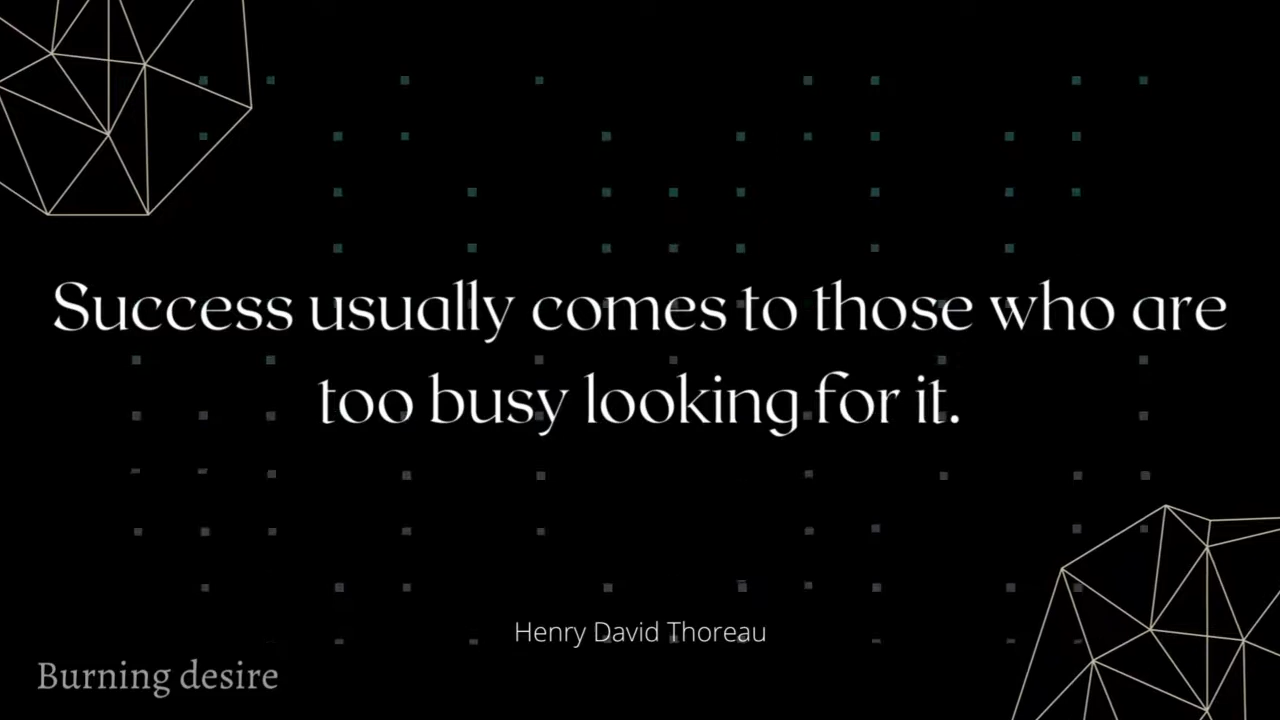 Success usually comes to those who are
too busy looking for it.
Henry David Thoreau
Burning desire